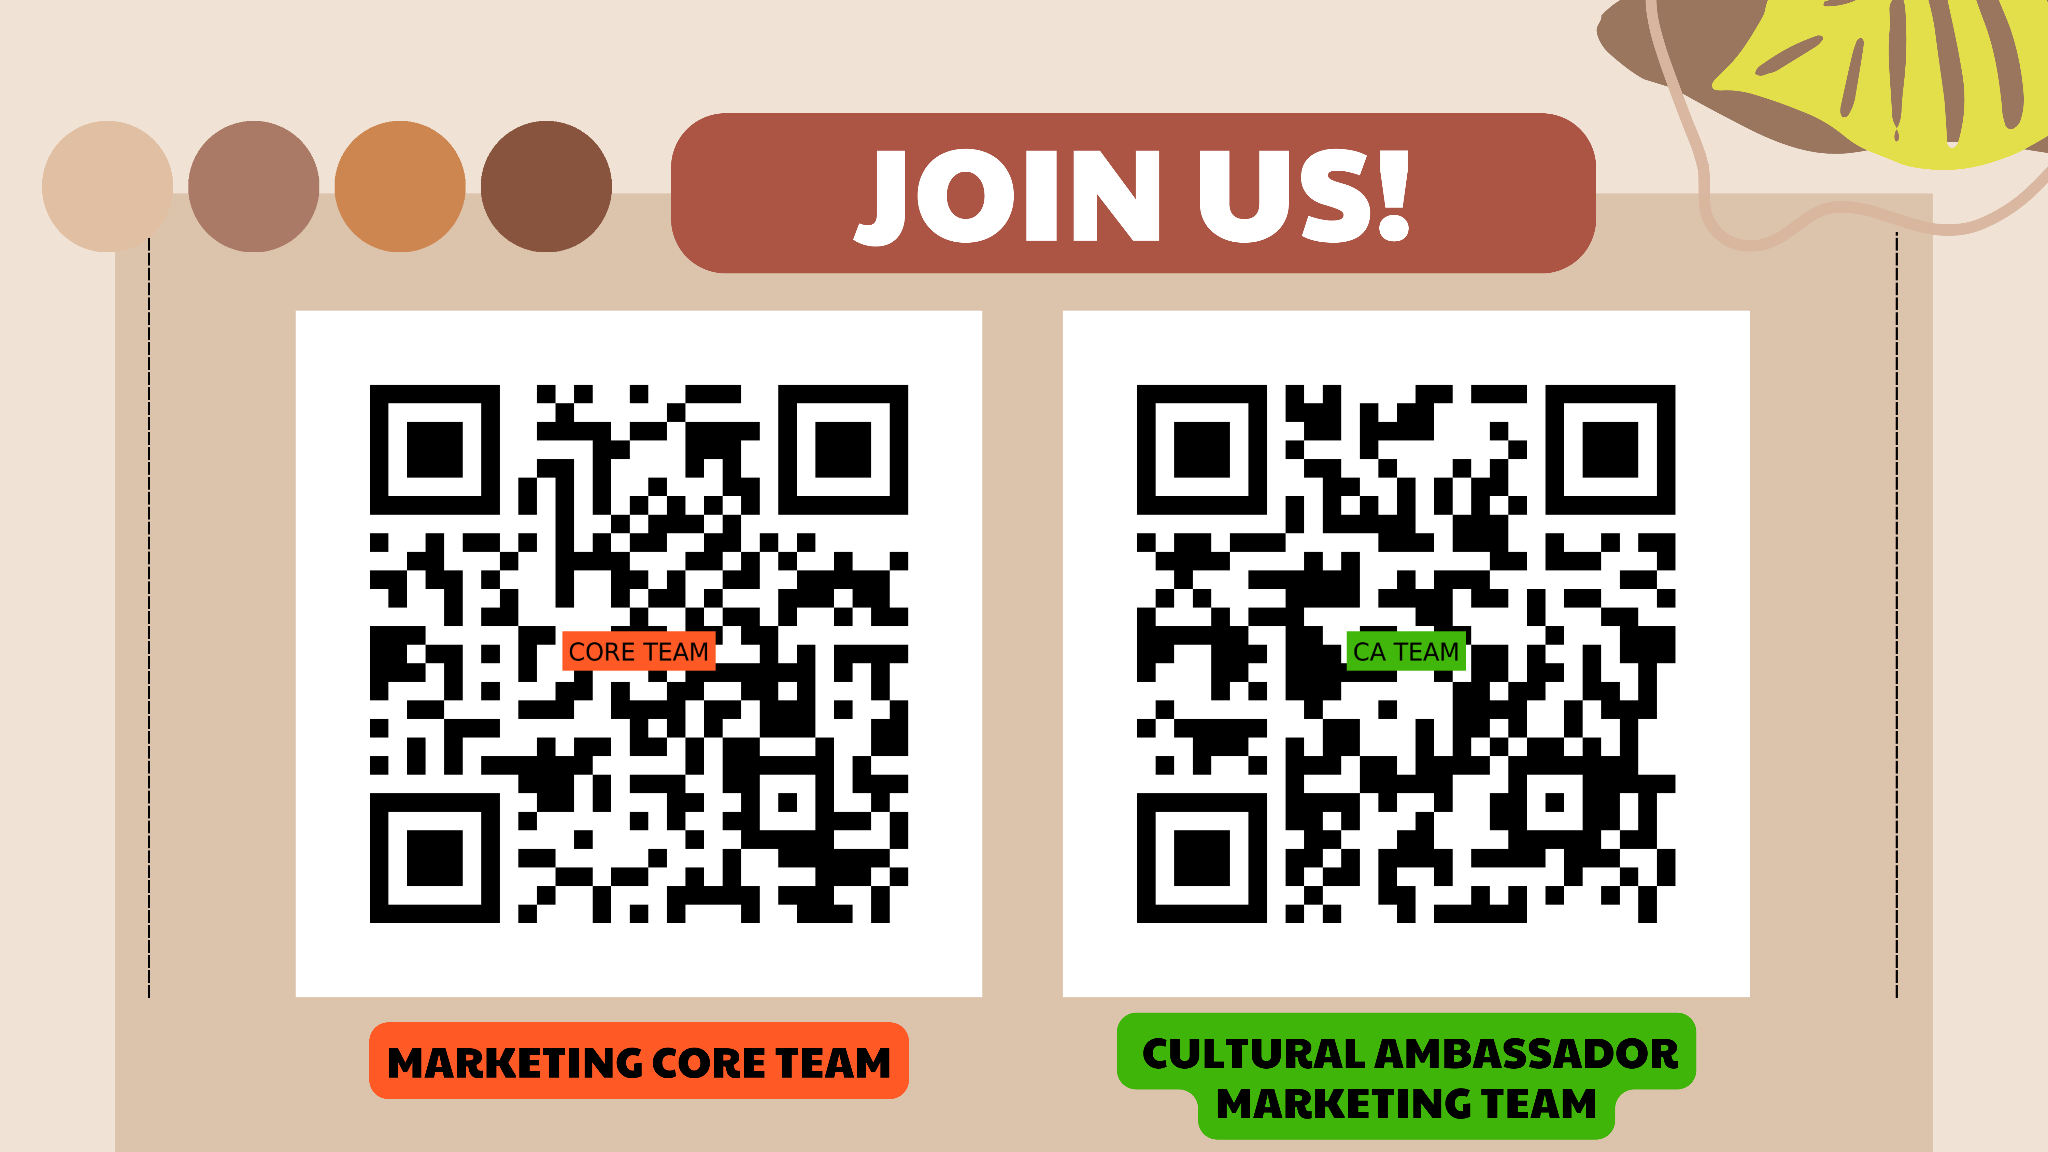 JOIN US!
CORE TEAM
CA TEAM
MARKETING CORE TEAM
CULTURAL AMBASSADOR
MARKETING TEAM